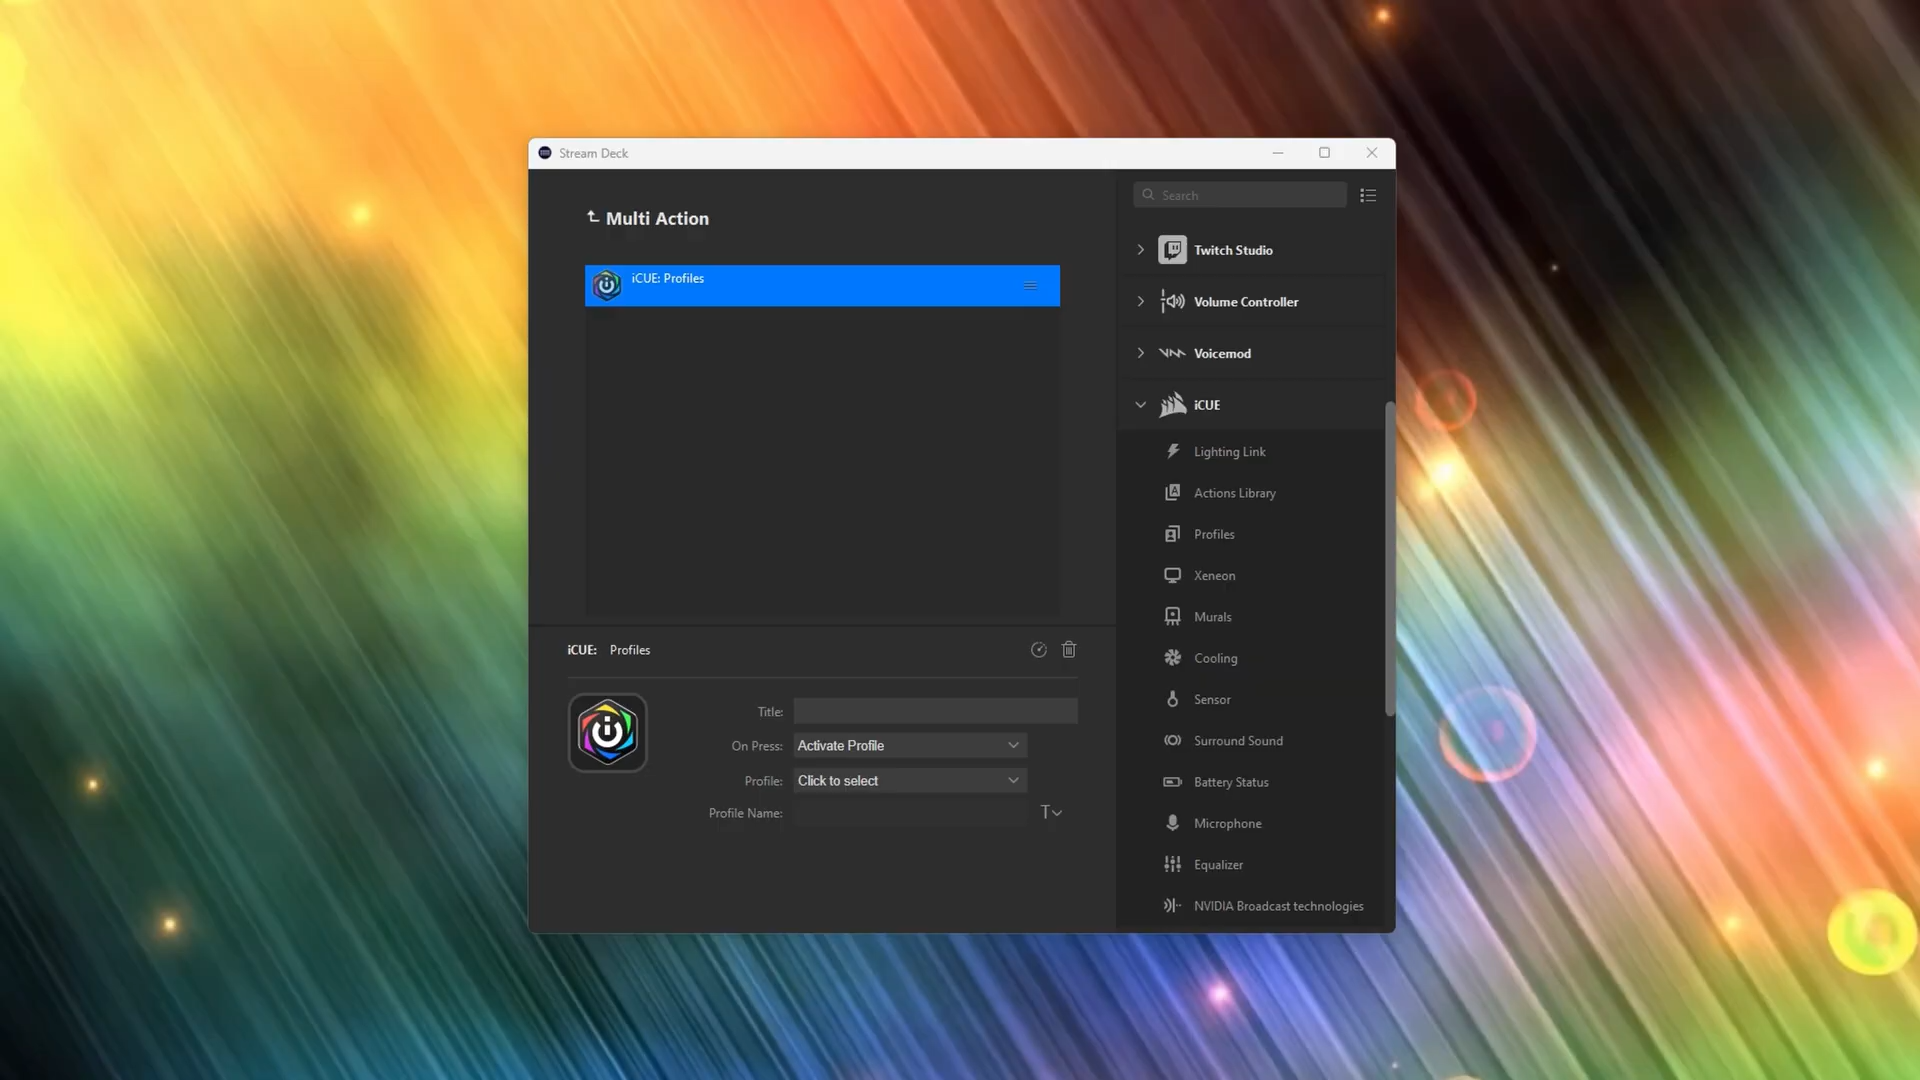 Stream Deck
Multi Action
iCUE: Profiles
iCUE: Profiles
Title:
On Press: Activate Profile
Profile: Click to select
Profile Name:
T
Search
Twitch Studio
Volume Controller
Voicemod
iCUE
Lighting Link
Actions Library
Profiles
Xeneon
Murals
Cooling
Sensor
Surround Sound
Battery Status
Microphone
Equalizer
NVIDIA Broadcast technologies